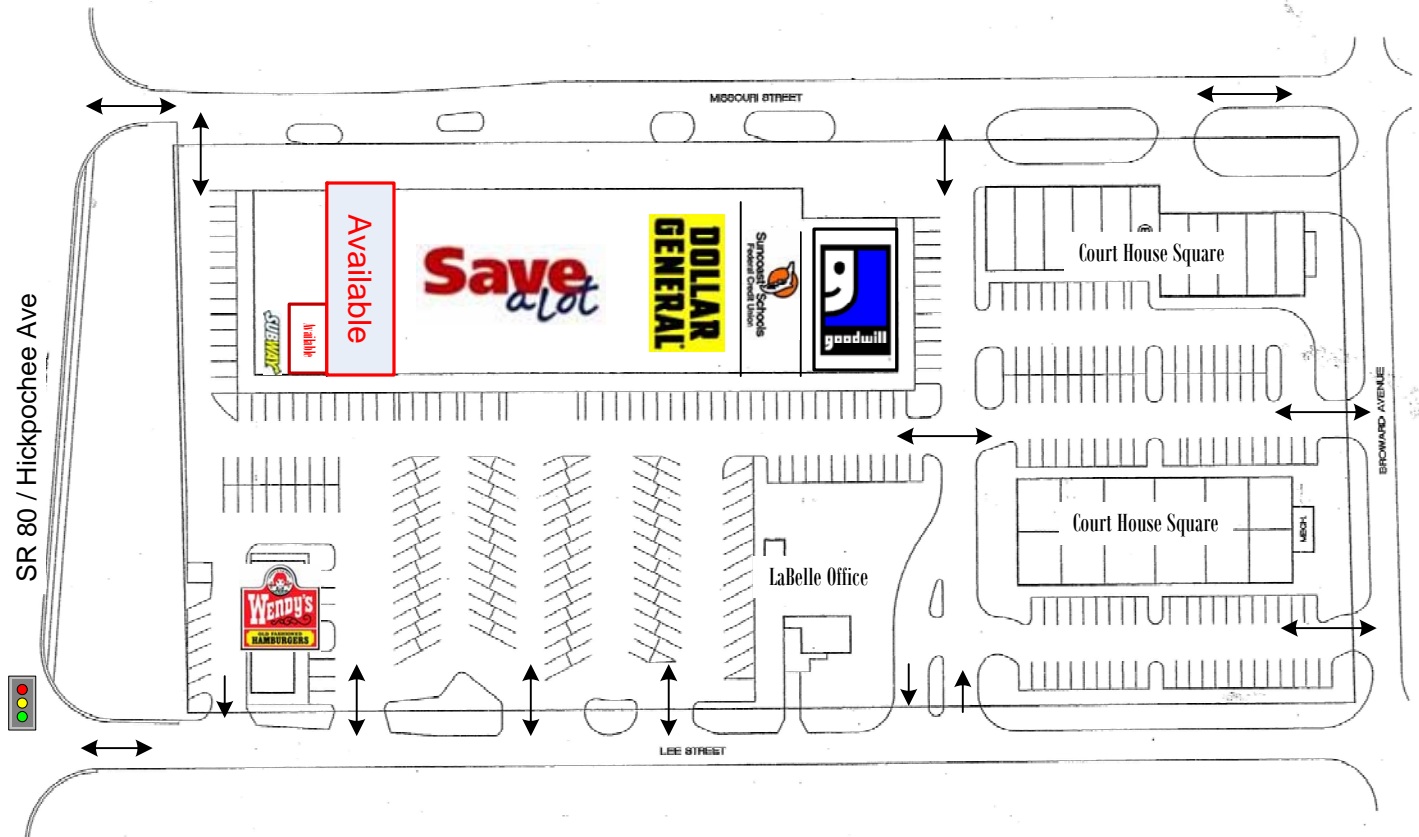 MISSOURI STREET
Available
Save
a lot
DOLLAR
GENERAL
Suncoast Schools
Federal Credit Union
goodwill
Court House Square
SUBWAY
Available
SR 80 / Hickpochee Ave
BROWARD AVENUE
Court House Square
MECH.
LaBelle Office
WENDY'S
OLD FASHIONED
HAMBURGERS
LEE STREET